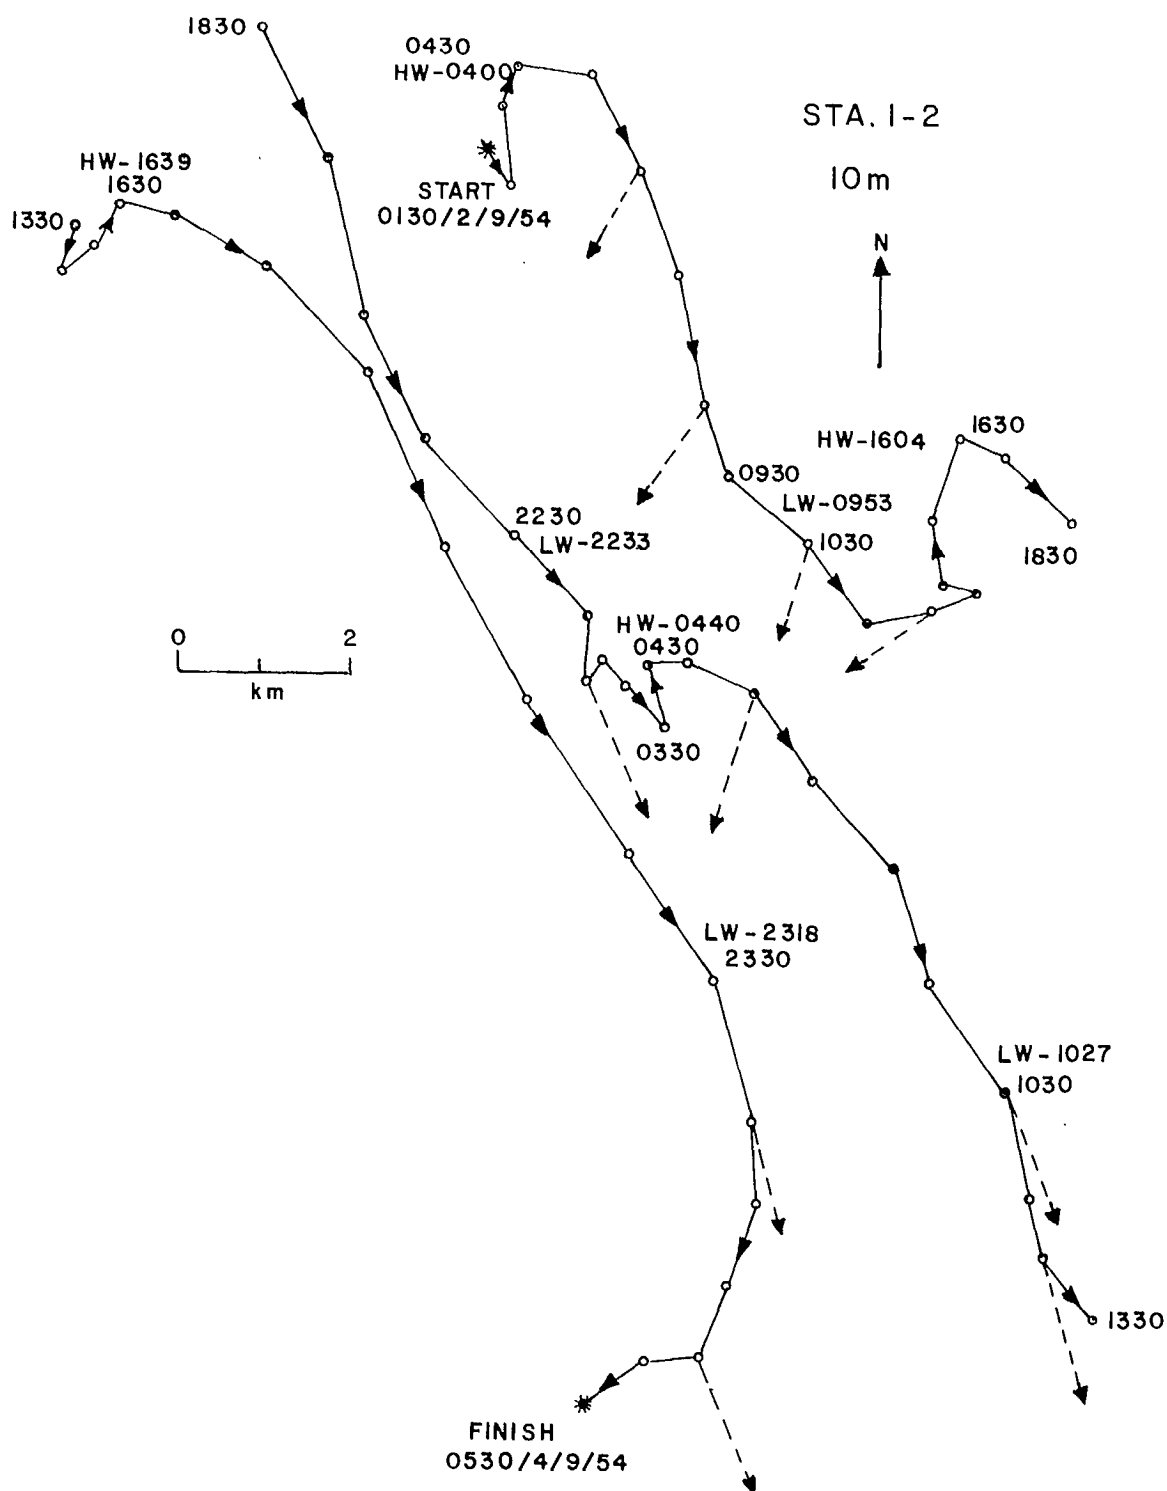 1830
0430
HW-0400
STA. 1-2
10m
HW-1639
1630
1330
START
0130/2/9/54
N
HW-1604
1630
0930
LW-0953
1030
1830
2230
LW-2233
0
2
km
HW-0440
0430
0330
LW-2318
2330
LW-1027
1030
1330
FINISH
0530/4/9/54